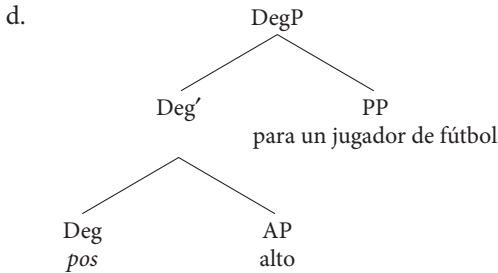 d.
DegP
Deg′ PP
para un jugador de fútbol
Deg AP
pos alto